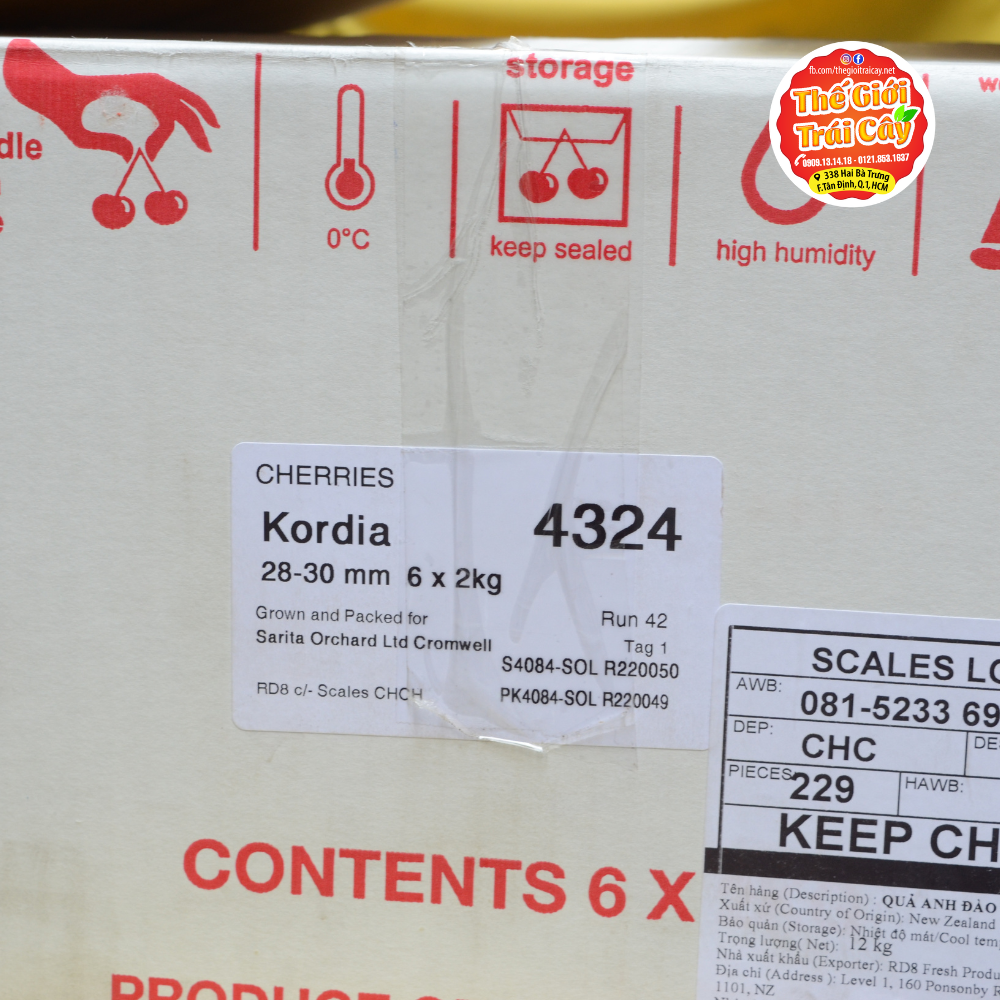 storage
dle
0°C
keep sealed
high humidity
fb.com/thegioitraicay.net
Thế Giới
Trái Cây
0909.13.14.18 - 0121.863.1637
338 Hai Bà Trưng
F.Tân Định, Q.1, HCM
CHERRIES
Kordia
4324
28-30 mm 6 x 2kg
Grown and Packed for
Run 42
Sarita Orchard Ltd Cromwell
Tag 1
S4084-SOL R220050
RD8 c/- Scales CHCH
PK4084-SOL R220049
SCALES LO
AWB:
081-5233 69
DEP:
CHC
DE
PIECES
229
HAWB:
KEEP CH
CONTENTS 6 X
Tên hàng (Description) : QUẢ ANH ĐÀO
Xuất xứ (Country of Origin): New Zealand
Bảo quản (Storage): Nhiệt độ mát/Cool tem
Trọng lượng( Net): 12 kg
Nhà xuất khẩu (Exporter): RD8 Fresh Produ
Địa chỉ (Address ): Level 1, 160 Ponsonby R
1101, NZ